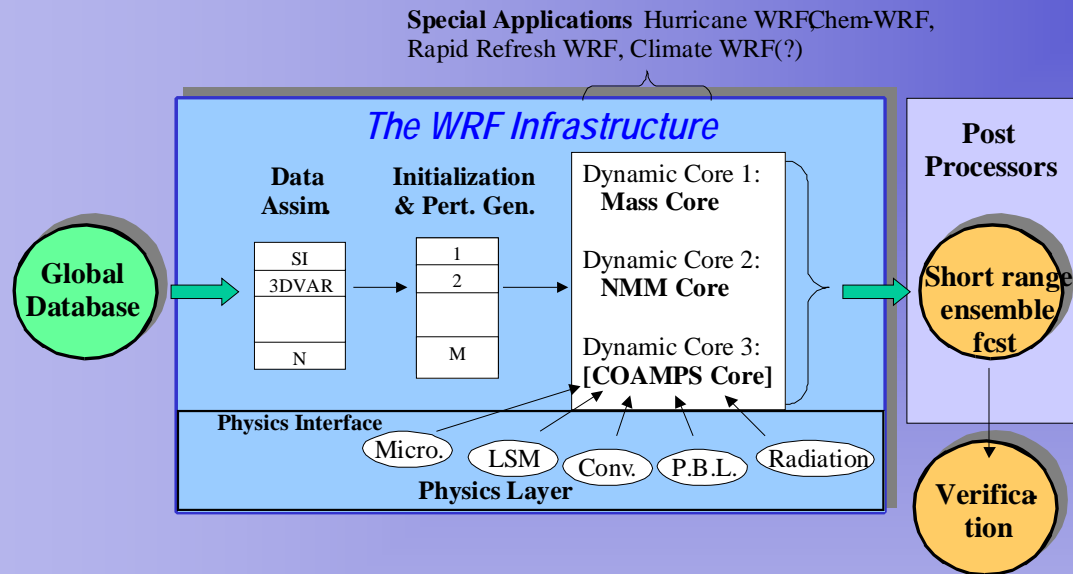 Special Applications: Hurricane WRF,Chem-WRF,
Rapid Refresh WRF, Climate WRF(?)
The WRF Infrastructure
Data
Assim.
Initialization
& Pert. Gen.
Dynamic Core 1:
Mass Core
Dynamic Core 2:
NMM Core
Dynamic Core 3:
[COAMPS Core]
SI
3DVAR
N
1
2
M
Global
Database
Post
Processors
Short range
ensemble
fcst
Physics Interface
Micro.
LSM
Conv.
P.B.L.
Radiation
Physics Layer
Verifica-
tion